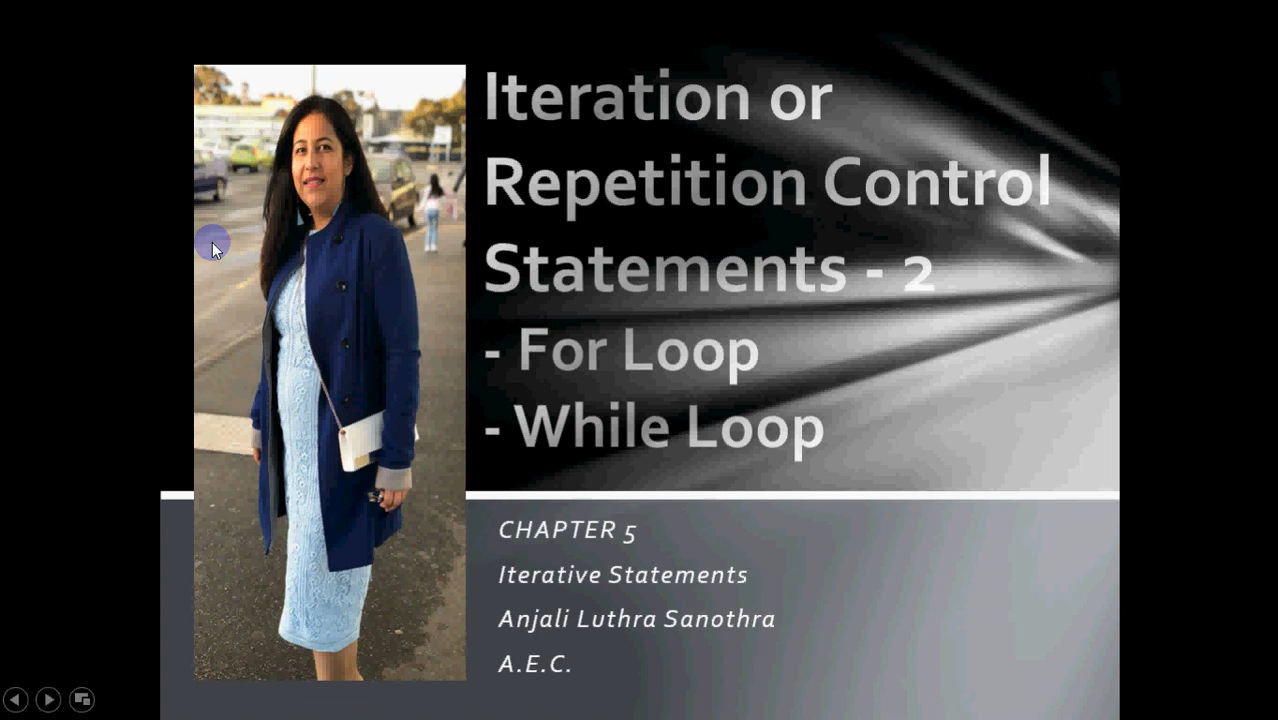 Iteration or
Repetition Control
Statements - 2
- For Loop
- While Loop
CHAPTER 5
Iterative Statements
Anjali Luthra Sanothra
A.E.C.